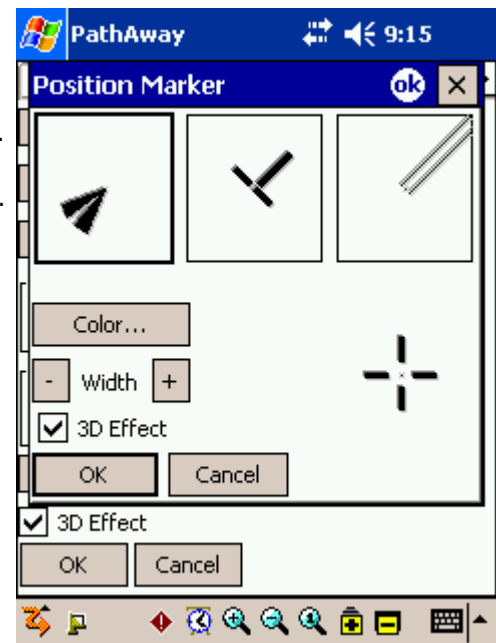 PathAway 9:15
Position Marker ok
Color...
- Width +
3D Effect
OK Cancel
3D Effect
OK Cancel